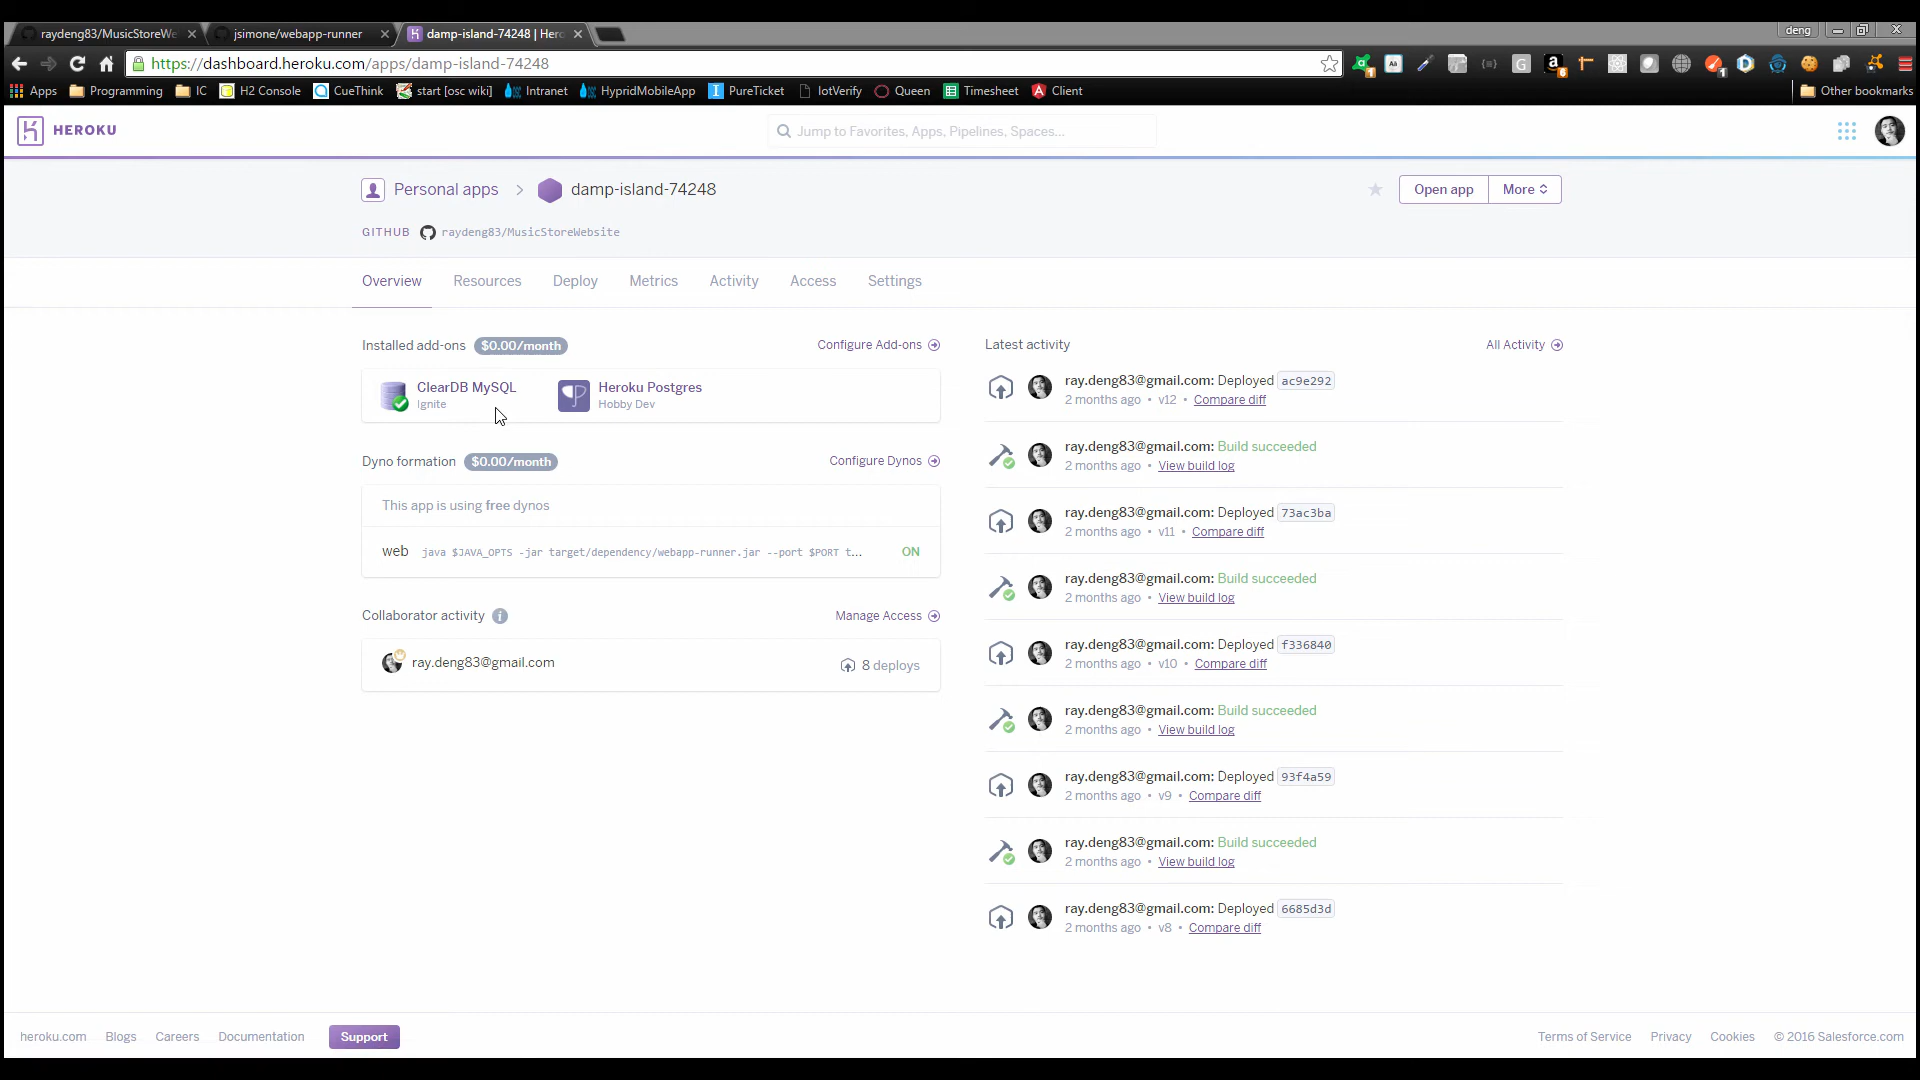 raydeng83/MusicStoreWe
jsimone/webapp-runner
damp-island-74248 | Hero
deng
https://dashboard.heroku.com/apps/damp-island-74248
Apps
Programming
IC
H2 Console
CueThink
start [osc wiki]
Intranet
HypridMobileApp
PureTicket
IotVerify
Queen
Timesheet
Client
Other bookmarks
HEROKU
Jump to Favorites, Apps, Pipelines, Spaces...
Personal apps > damp-island-74248
Open app
More
GITHUB raydeng83/MusicStoreWebsite
Overview
Resources
Deploy
Metrics
Activity
Access
Settings
Installed add-ons $0.00/month
Configure Add-ons
ClearDB MySQL
Ignite
Heroku Postgres
Hobby Dev
Dyno formation $0.00/month
Configure Dynos
This app is using free dynos
web java $JAVA_OPTS -jar target/dependency/webapp-runner.jar --port $PORT t... ON
Collaborator activity
Manage Access
ray.deng83@gmail.com
8 deploys
Latest activity
All Activity
ray.deng83@gmail.com: Deployed ac9e292
2 months ago • v12 • Compare diff
ray.deng83@gmail.com: Build succeeded
2 months ago • View build log
ray.deng83@gmail.com: Deployed 73ac3ba
2 months ago • v11 • Compare diff
ray.deng83@gmail.com: Build succeeded
2 months ago • View build log
ray.deng83@gmail.com: Deployed f336840
2 months ago • v10 • Compare diff
ray.deng83@gmail.com: Build succeeded
2 months ago • View build log
ray.deng83@gmail.com: Deployed 93f4a59
2 months ago • v9 • Compare diff
ray.deng83@gmail.com: Build succeeded
2 months ago • View build log
ray.deng83@gmail.com: Deployed 6685d3d
2 months ago • v8 • Compare diff
heroku.com
Blogs
Careers
Documentation
Support
Terms of Service
Privacy
Cookies
© 2016 Salesforce.com